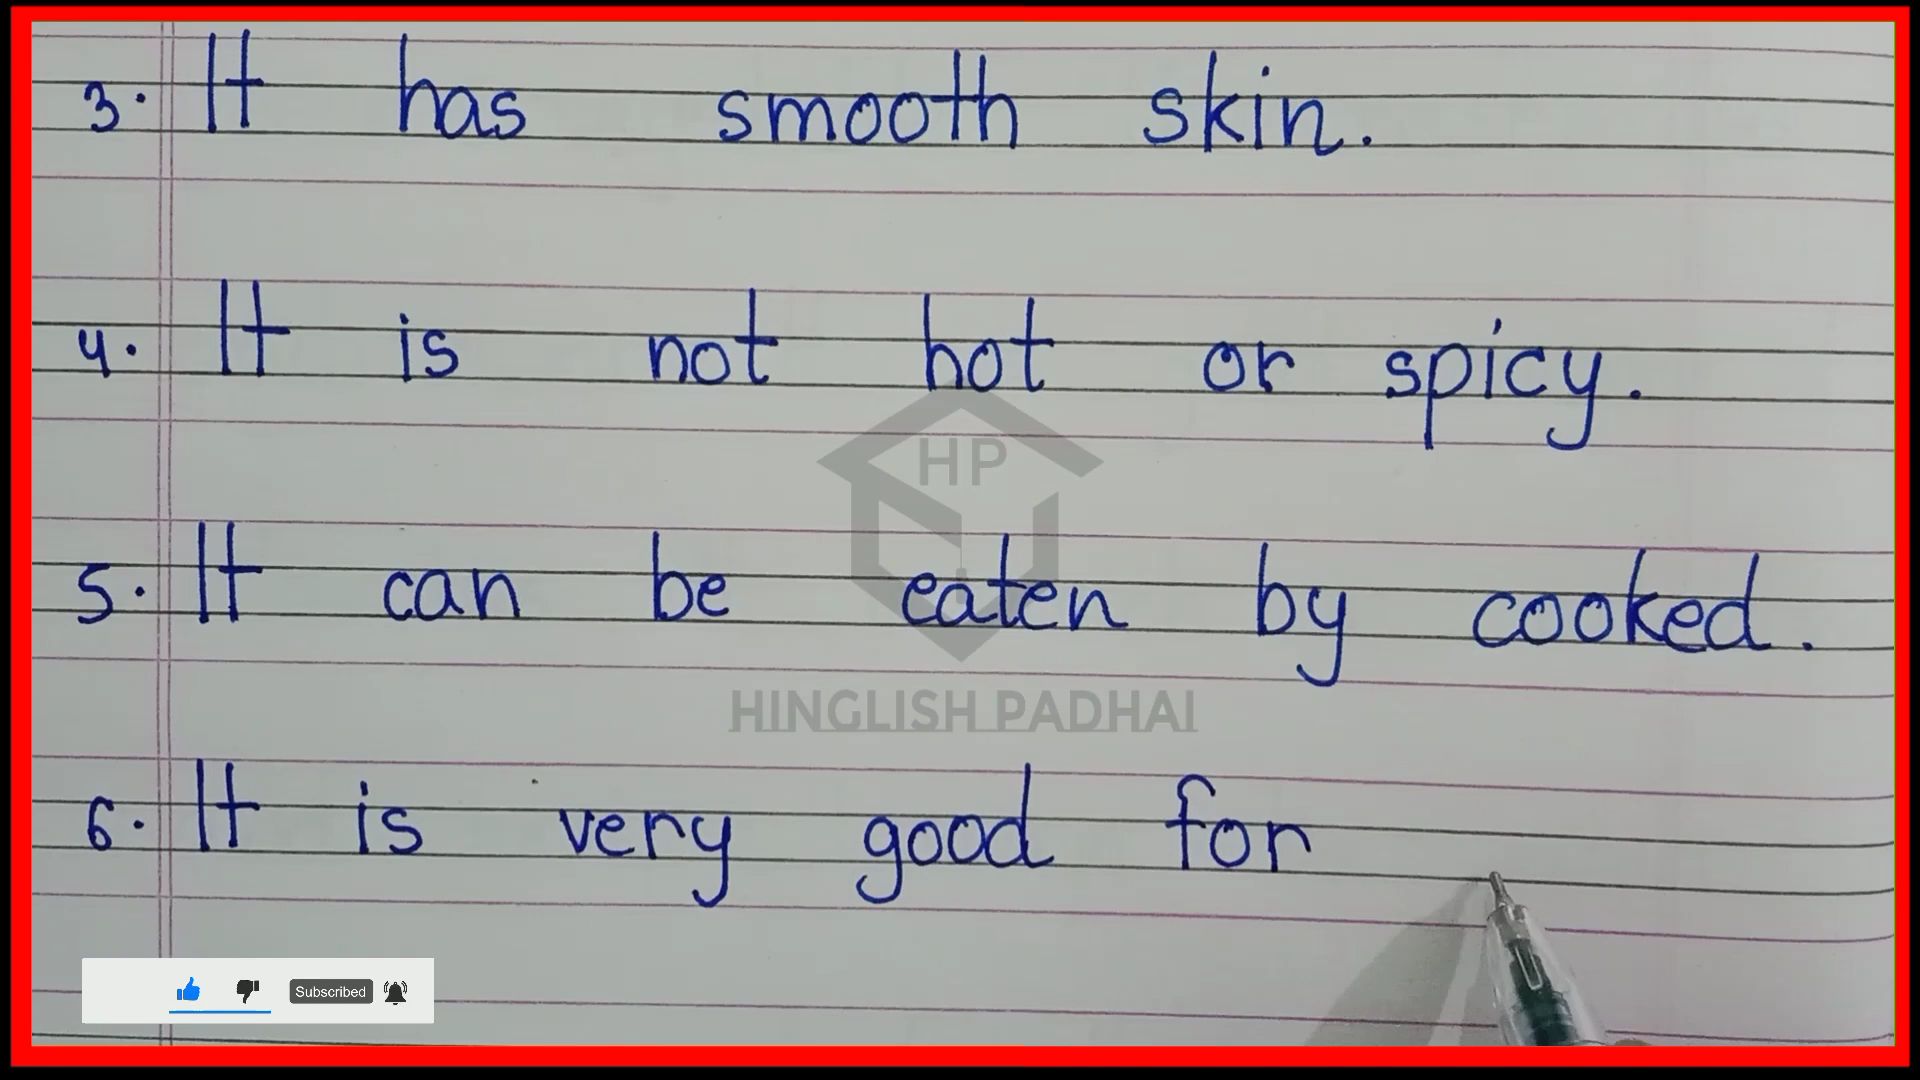 3. It has smooth skin.
4. It is not hot or spicy.
HP
5. It can be eaten by cooked.
HINGLISH PADHAI
6. It is very good for
Subscribed